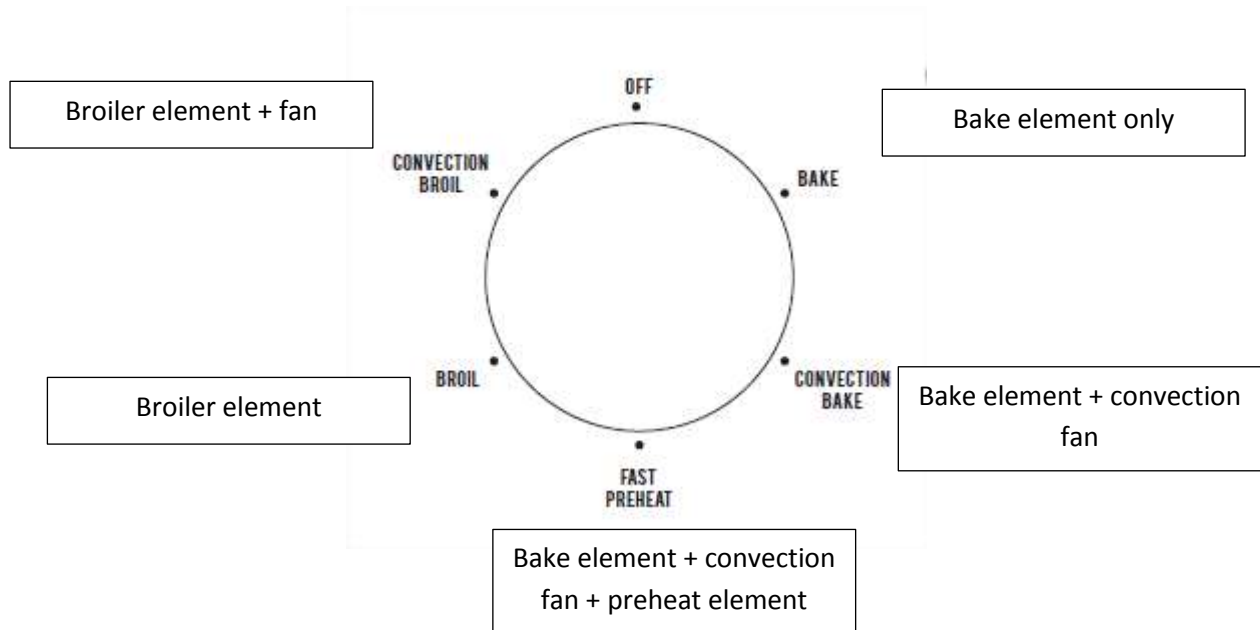 OFF
Broiler element + fan
Bake element only
CONVECTION
BROIL
BAKE
BROIL
Broiler element
CONVECTION
BAKE
Bake element + convection
fan
FAST
PREHEAT
Bake element + convection
fan + preheat element